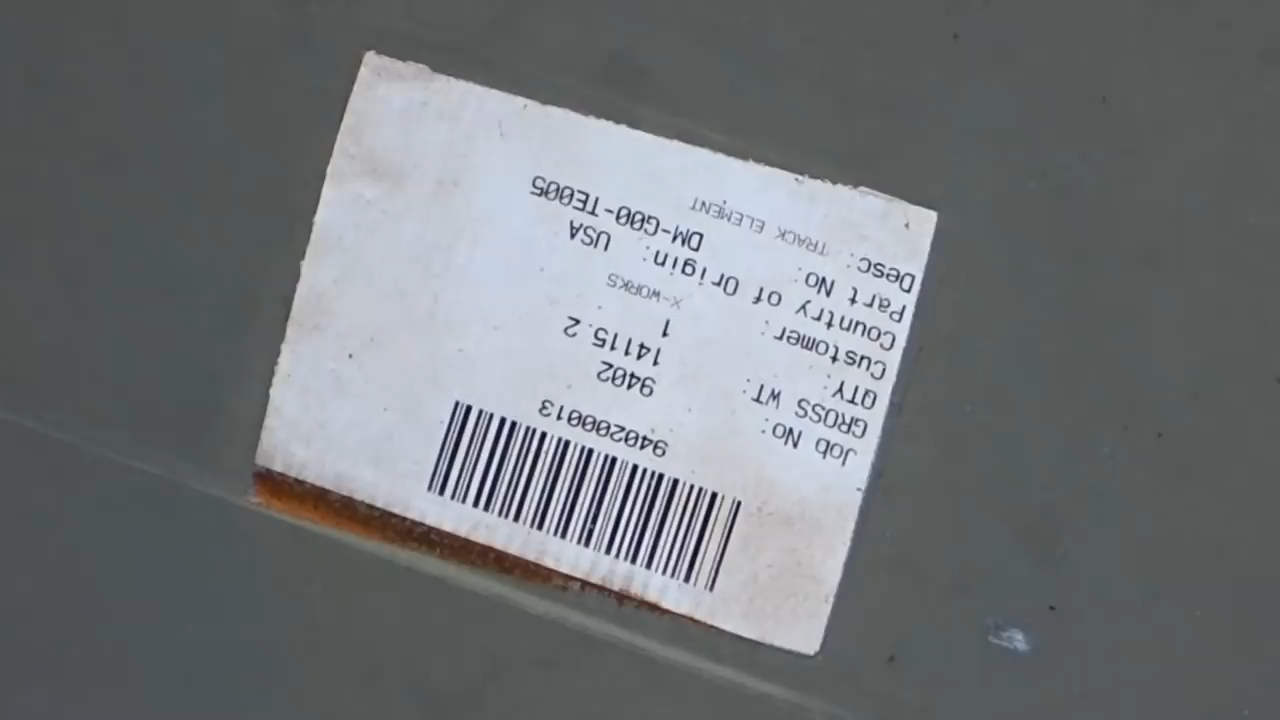 940200013
Job No: 9402
GROSS WT: 14115.2
QTY: 1
Customer: X-WORKS
Country of Origin: USA
Part No: DM-G00-TE005
Desc: TRACK ELEMENT